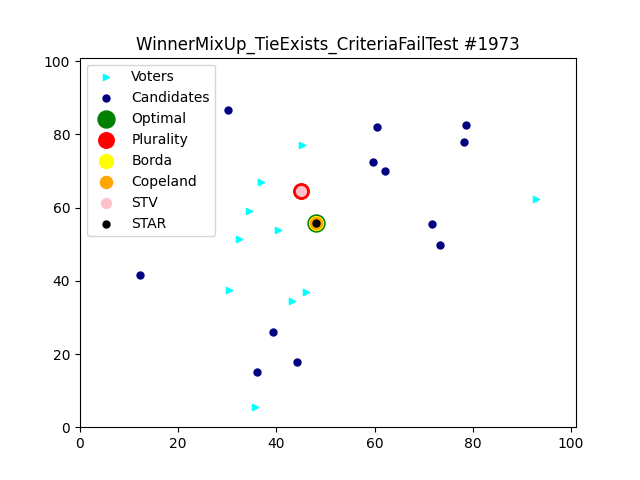 WinnerMixUp_TieExists_CriteriaFailTest #1973
100
80
60
40
20
0
Voters
Candidates
Optimal
Plurality
Borda
Copeland
STV
STAR
0 20 40 60 80 100